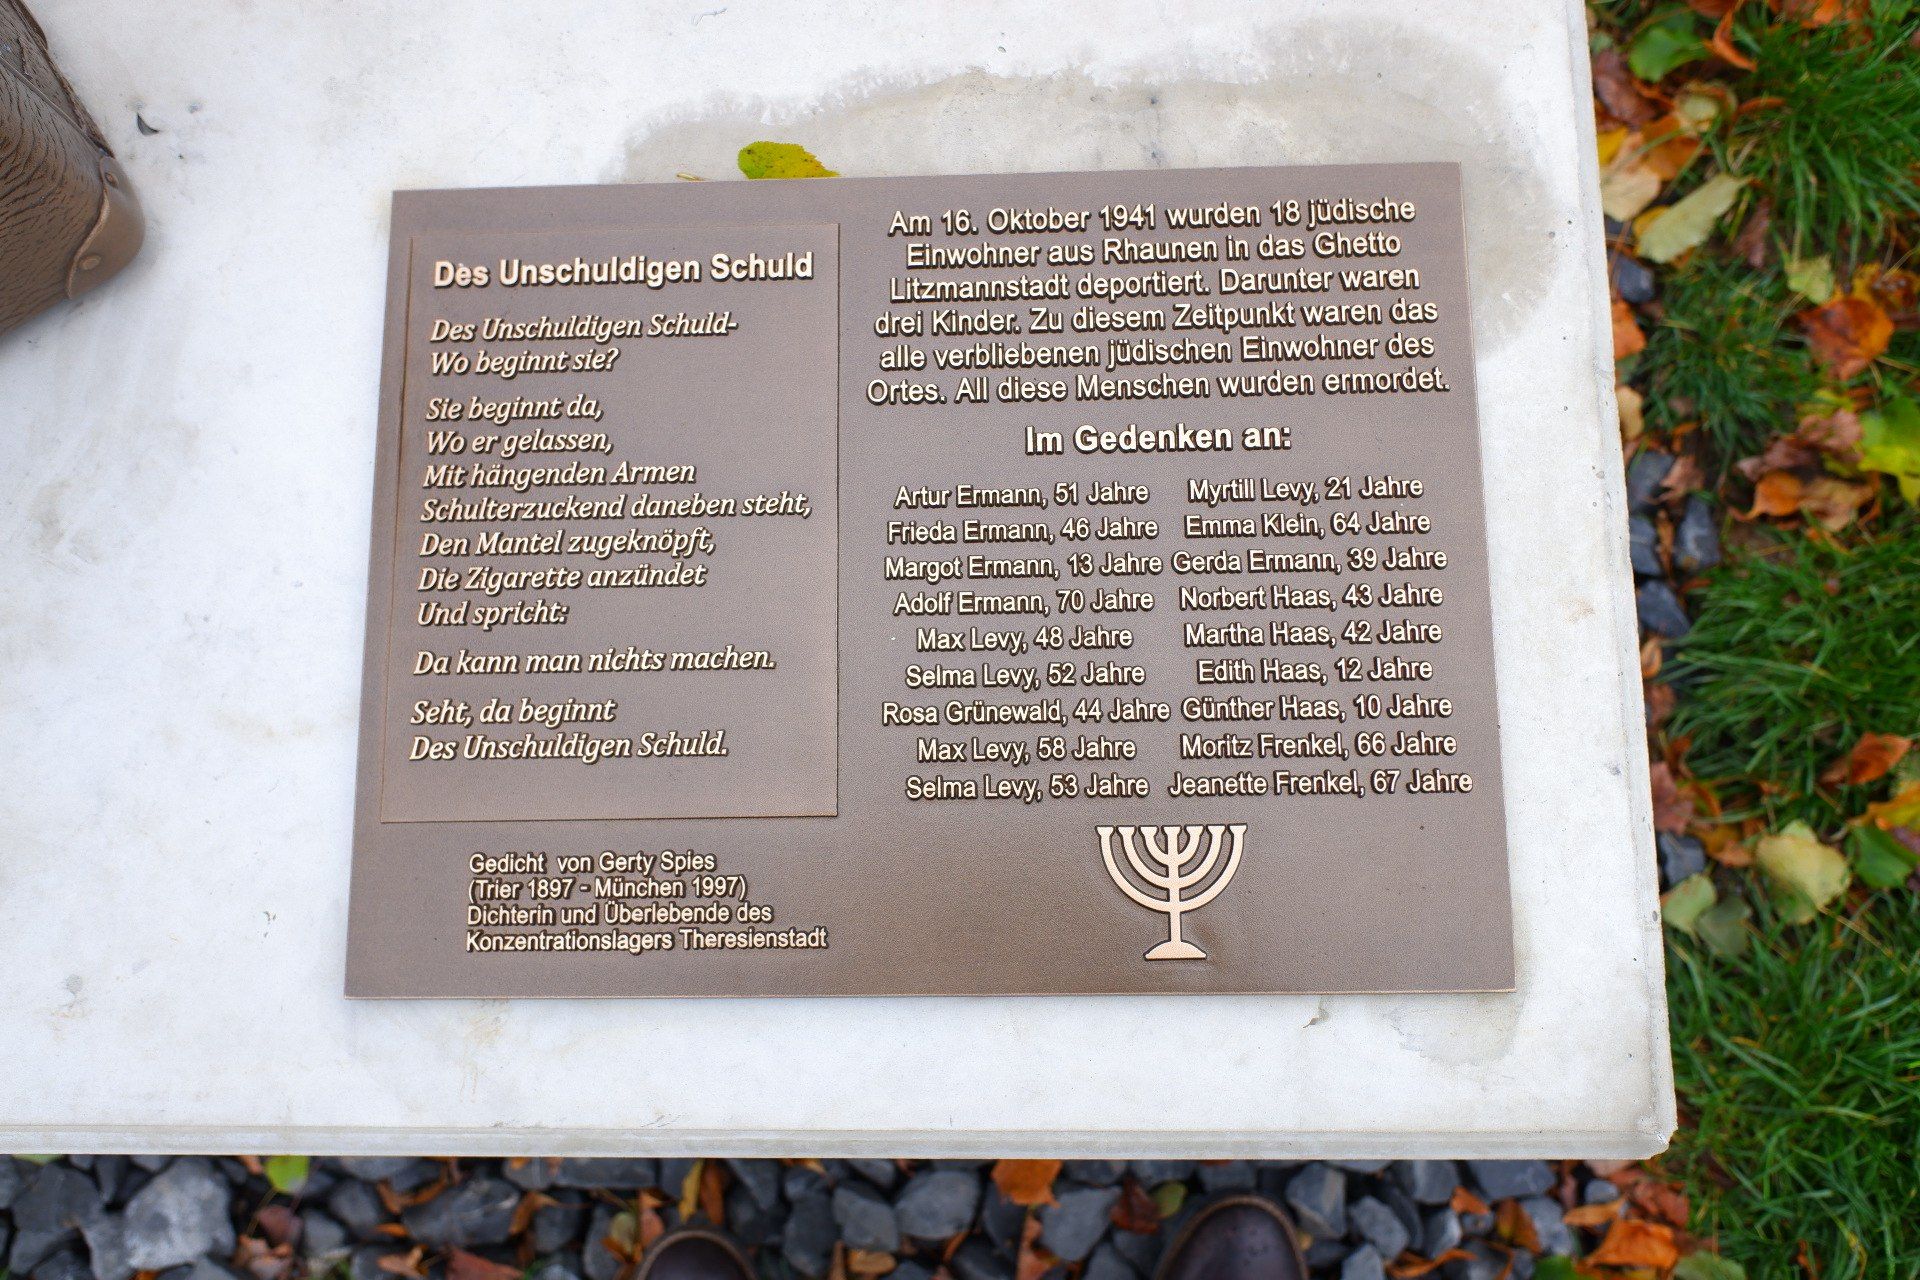 Des Unschuldigen Schuld
Des Unschuldigen Schuld-
Wo beginnt sie?
Sie beginnt da,
Wo er gelassen,
Mit hängenden Armen
Schulterzuckend daneben steht,
Den Mantel zugeknöpft,
Die Zigarette anzündet
Und spricht:
Da kann man nichts machen.
Seht, da beginnt
Des Unschuldigen Schuld.
Gedicht von Gerty Spies
(Trier 1897 - München 1997)
Dichterin und Überlebende des
Konzentrationslagers Theresienstadt
Am 16. Oktober 1941 wurden 18 jüdische
Einwohner aus Rhaunen in das Ghetto
Litzmannstadt deportiert. Darunter waren
drei Kinder. Zu diesem Zeitpunkt waren das
alle verbliebenen jüdischen Einwohner des
Ortes. All diese Menschen wurden ermordet.
Im Gedenken an:
Artur Ermann, 51 Jahre
Frieda Ermann, 46 Jahre
Margot Ermann, 13 Jahre
Adolf Ermann, 70 Jahre
Max Levy, 48 Jahre
Selma Levy, 52 Jahre
Rosa Grünewald, 44 Jahre
Max Levy, 58 Jahre
Selma Levy, 53 Jahre
Myrtill Levy, 21 Jahre
Emma Klein, 64 Jahre
Gerda Ermann, 39 Jahre
Norbert Haas, 43 Jahre
Martha Haas, 42 Jahre
Edith Haas, 12 Jahre
Günther Haas, 10 Jahre
Moritz Frenkel, 66 Jahre
Jeanette Frenkel, 67 Jahre